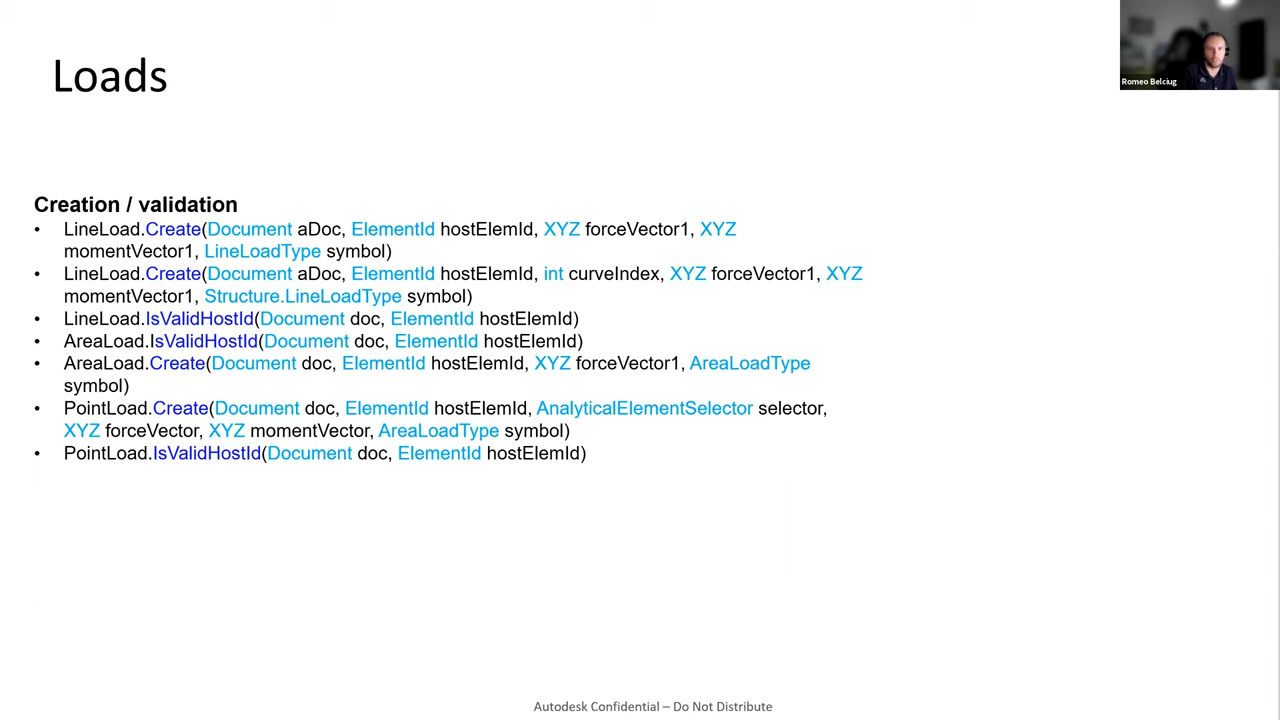 Romeo Belciug
Loads
Creation / validation
• LineLoad.Create(Document aDoc, ElementId hostElemId, XYZ forceVector1, XYZ
momentVector1, LineLoadType symbol)
• LineLoad.Create(Document aDoc, ElementId hostElemId, int curveIndex, XYZ forceVector1, XYZ
momentVector1, Structure.LineLoadType symbol)
• LineLoad.IsValidHostId(Document doc, ElementId hostElemId)
• AreaLoad.IsValidHostId(Document doc, ElementId hostElemId)
• AreaLoad.Create(Document doc, ElementId hostElemId, XYZ forceVector1, AreaLoadType
symbol)
• PointLoad.Create(Document doc, ElementId hostElemId, AnalyticalElementSelector selector,
XYZ forceVector, XYZ momentVector, AreaLoadType symbol)
• PointLoad.IsValidHostId(Document doc, ElementId hostElemId)
Autodesk Confidential – Do Not Distribute